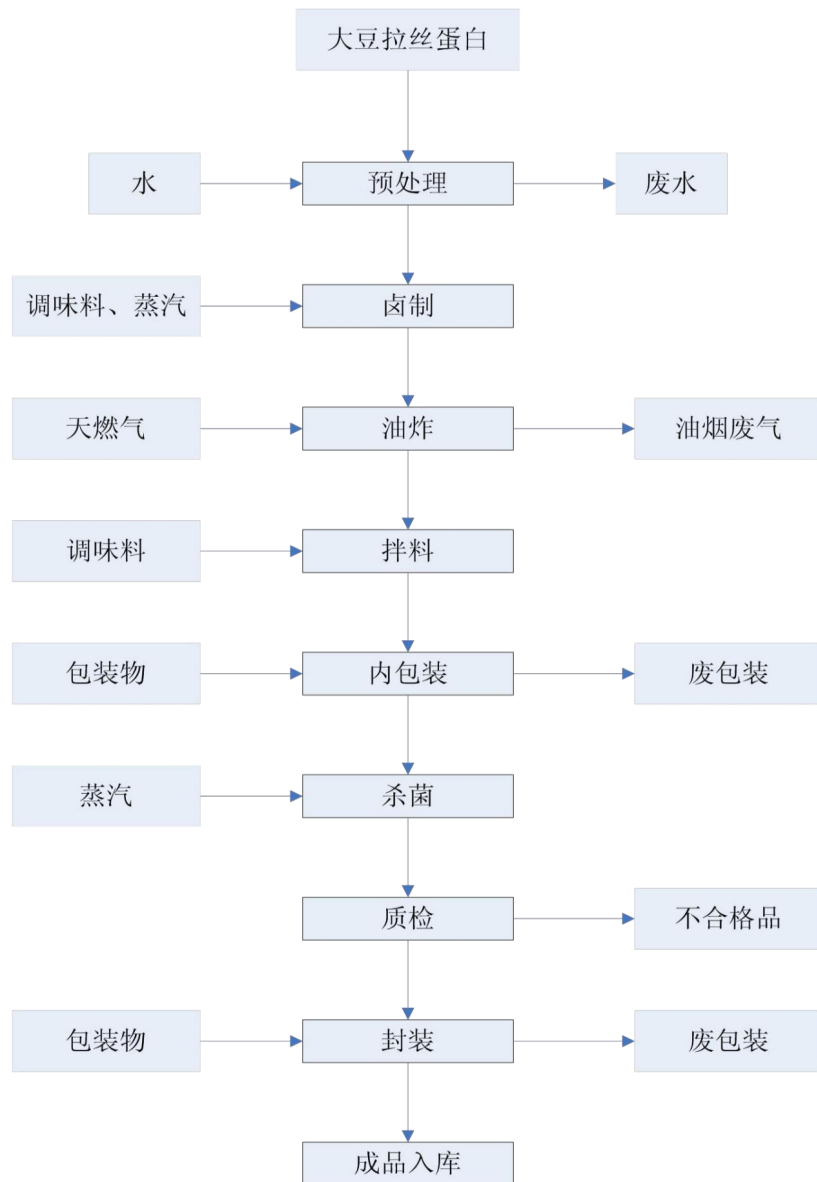 大豆拉丝蛋白
水
预处理
废水
调味料、蒸汽
卤制
天燃气
油炸
油烟废气
调味料
拌料
包装物
内包装
废包装
蒸汽
杀菌
质检
不合格品
包装物
封装
废包装
成品入库